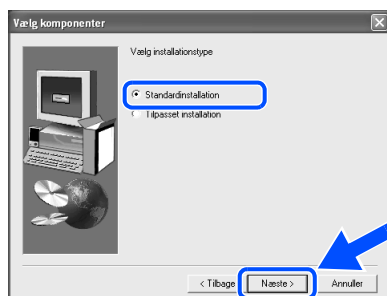 Vælg komponenter
Vælg installationstype
Standardinstallation
Tilpasset installation
< Tilbage
Næste >
Annuller